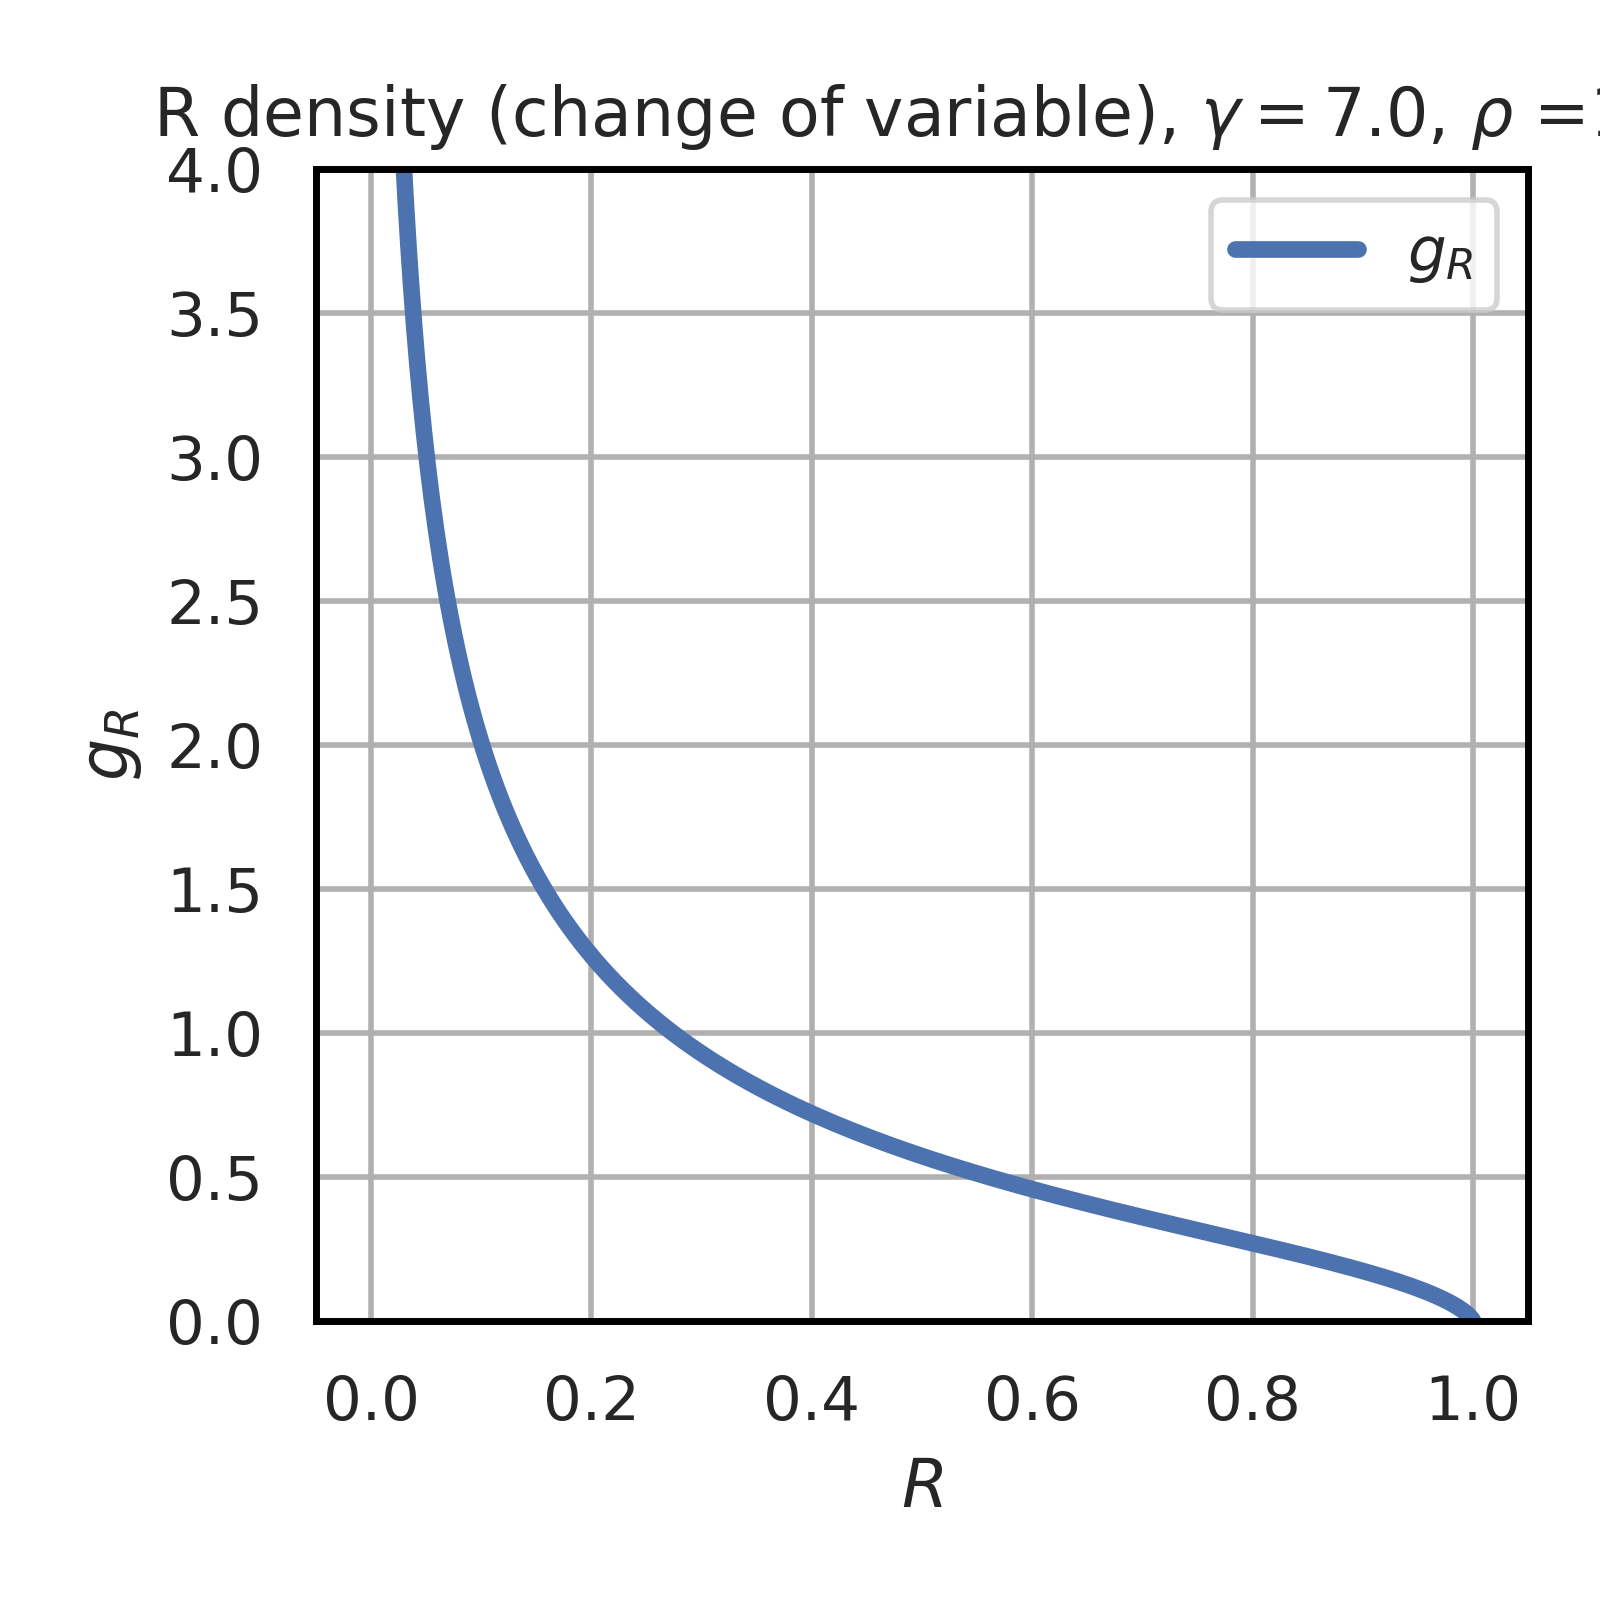 R density (change of variable), γ = 7.0, ρ =
4.0
3.5
3.0
2.5
2.0
1.5
1.0
0.5
0.0
g_R
g_R
0.0 0.2 0.4 0.6 0.8 1.0
R